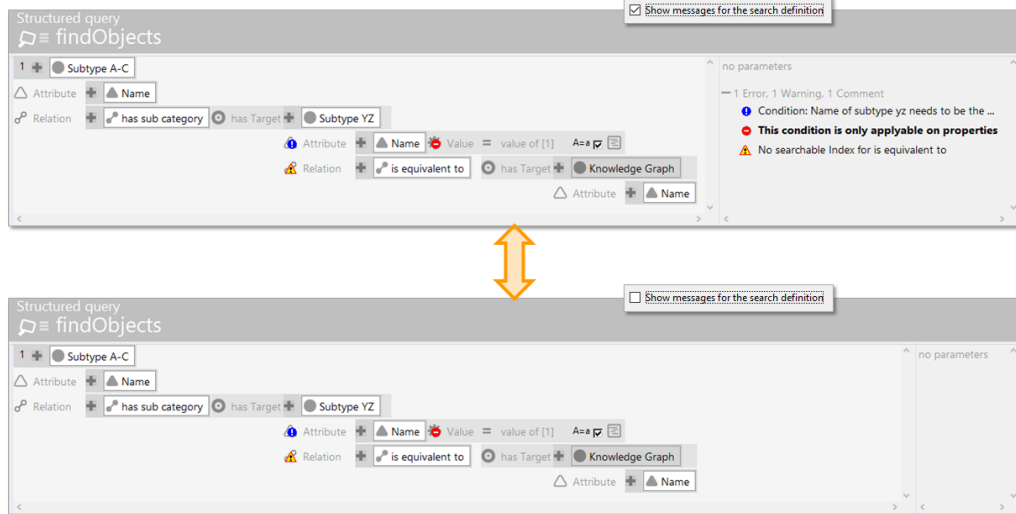 Show messages for the search definition
Structured query
findObjects
1 Subtype A-C
Attribute Name
Relation has sub category has Target Subtype YZ
Attribute Name Value = value of [1] A=a
Relation is equivalent to has Target Knowledge Graph
Attribute Name
no parameters
1 Error, 1 Warning, 1 Comment
Condition: Name of subtype yz needs to be the ...
This condition is only applyable on properties
No searchable Index for is equivalent to
Show messages for the search definition
Structured query
findObjects
1 Subtype A-C
Attribute Name
Relation has sub category has Target Subtype YZ
Attribute Name Value = value of [1] A=a
Relation is equivalent to has Target Knowledge Graph
Attribute Name
no parameters